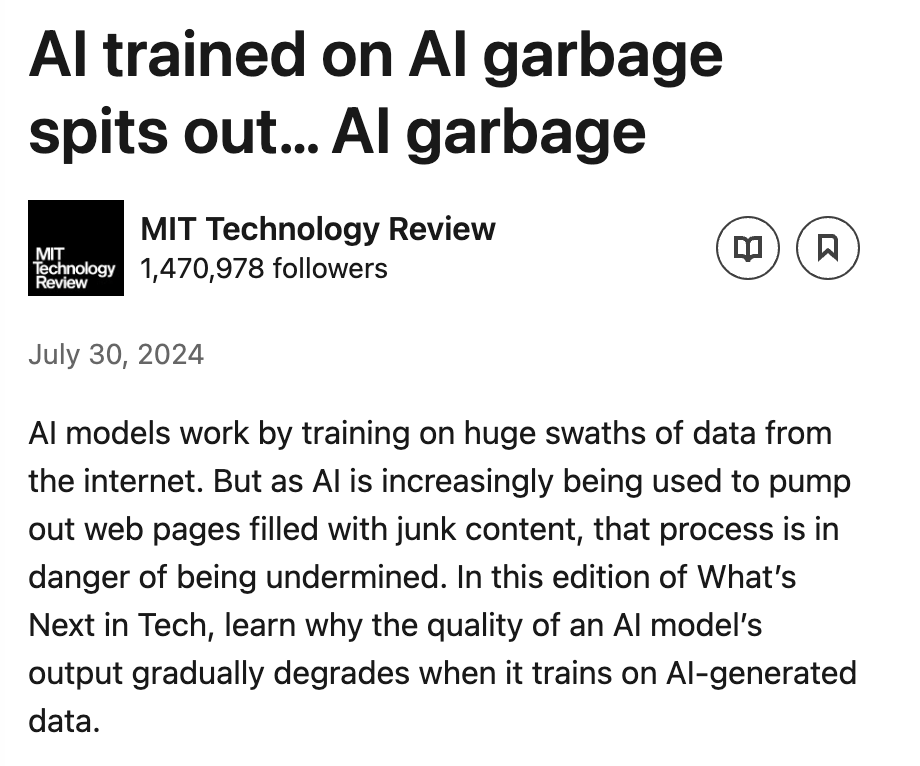 AI trained on AI garbage
spits out... AI garbage
MIT
Technology
Review
MIT Technology Review
1,470,978 followers
July 30, 2024
AI models work by training on huge swaths of data from
the internet. But as AI is increasingly being used to pump
out web pages filled with junk content, that process is in
danger of being undermined. In this edition of What’s
Next in Tech, learn why the quality of an AI model’s
output gradually degrades when it trains on AI-generated
data.